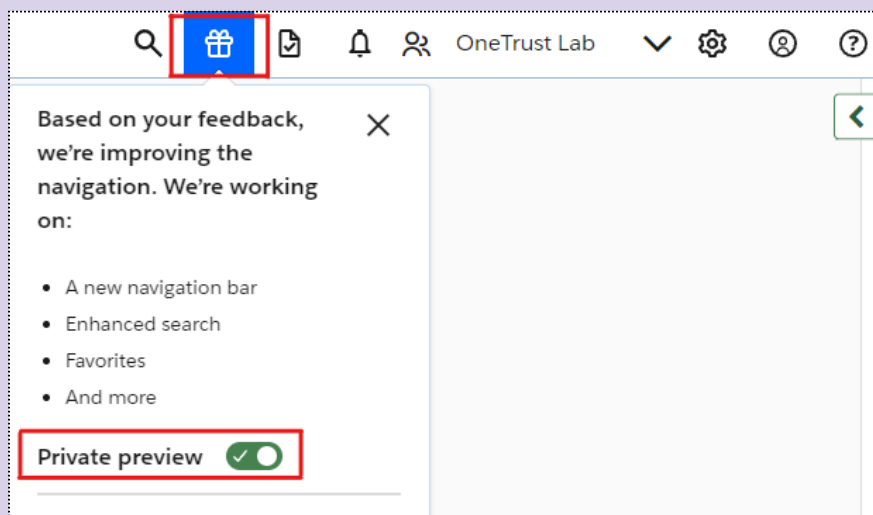 OneTrust Lab
Based on your feedback,
we’re improving the
navigation. We’re working
on:
• A new navigation bar
• Enhanced search
• Favorites
• And more
Private preview